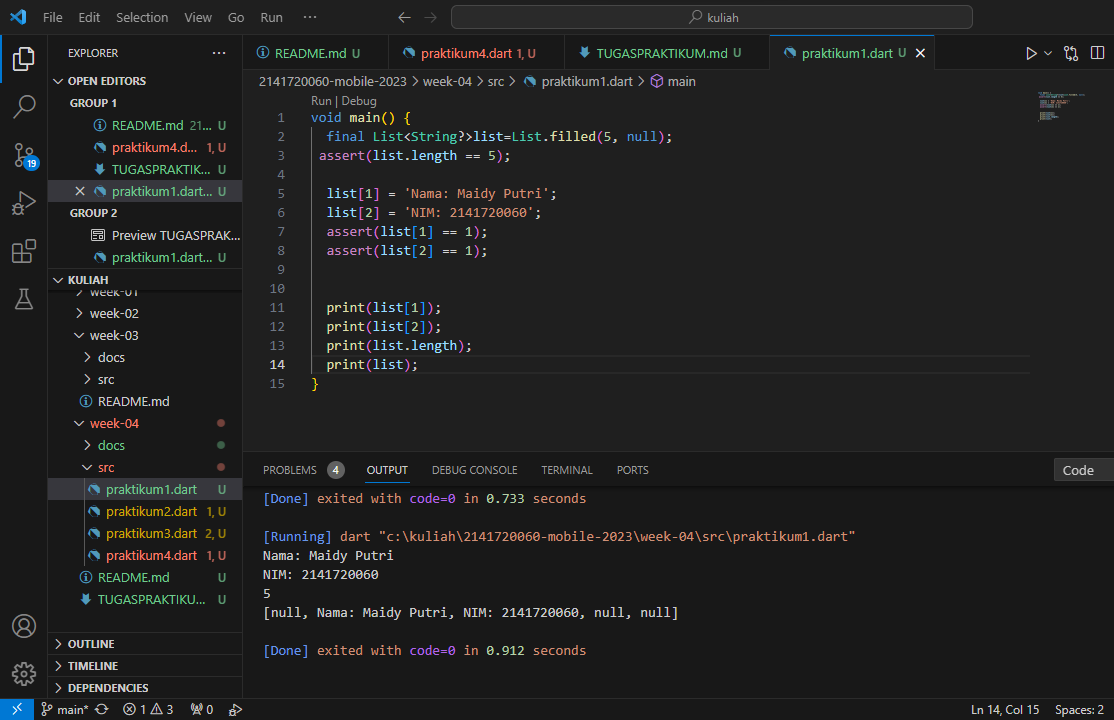 File Edit Selection View Go Run ··· kuliah
EXPLORER ···
OPEN EDITORS
GROUP 1
README.md 21... U
praktikum4.d... 1, U
TUGASPRAKTIK... U
praktikum1.dart... U
GROUP 2
Preview TUGASPRAK...
praktikum1.dart... U
KULIAH
week-01
week-02
week-03
docs
src
README.md
week-04
docs
src
praktikum1.dart U
praktikum2.dart 1, U
praktikum3.dart 2, U
praktikum4.dart 1, U
README.md U
TUGASPRAKTIKU... U
OUTLINE
TIMELINE
DEPENDENCIES
19
README.md U praktikum4.dart 1, U TUGASPRAKTIKUM.md U praktikum1.dart U
2141720060-mobile-2023 > week-04 > src > praktikum1.dart > main
Run | Debug
1 void main() {
2 final List<String?>list=List.filled(5, null);
3 assert(list.length == 5);
4
5 list[1] = 'Nama: Maidy Putri';
6 list[2] = 'NIM: 2141720060';
7 assert(list[1] == 1);
8 assert(list[2] == 1);
9
10
11 print(list[1]);
12 print(list[2]);
13 print(list.length);
14 print(list);
15 }
PROBLEMS 4 OUTPUT DEBUG CONSOLE TERMINAL PORTS Code
[Done] exited with code=0 in 0.733 seconds
[Running] dart "c:\kuliah\2141720060-mobile-2023\week-04\src\praktikum1.dart"
Nama: Maidy Putri
NIM: 2141720060
5
[null, Nama: Maidy Putri, NIM: 2141720060, null, null]
[Done] exited with code=0 in 0.912 seconds
main* 1 3 0 Ln 14, Col 15 Spaces: 2